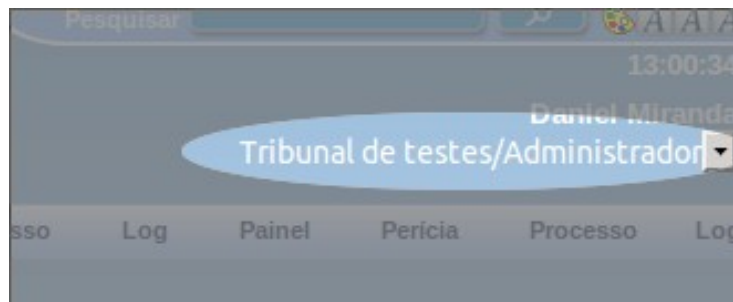 Pesquisar
A A A
13:00:34
Daniel Miranda
Tribunal de testes/Administrador
sso Log Painel Perícia Processo Log